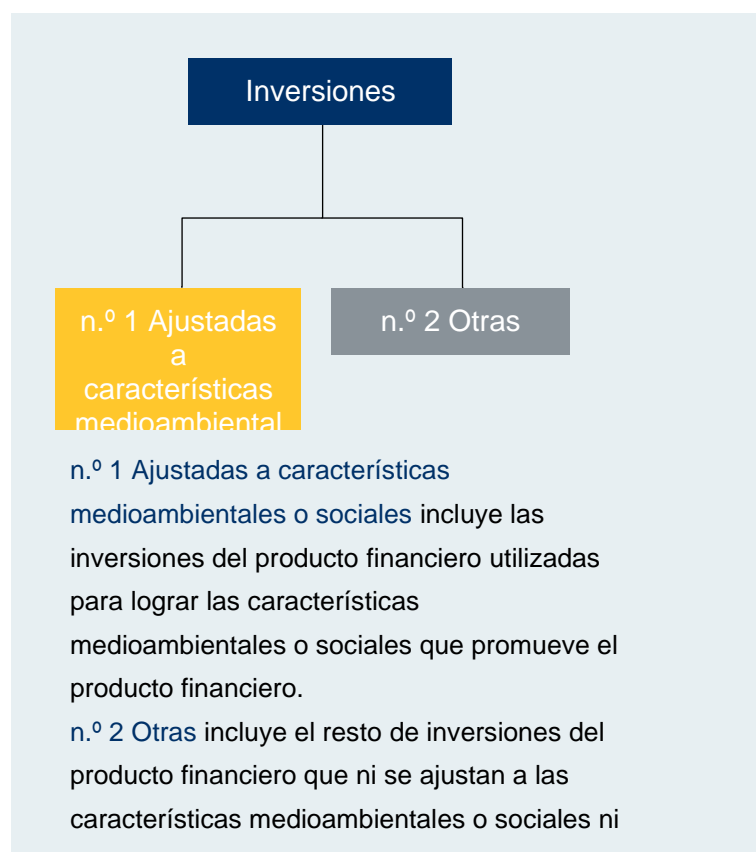 Inversiones
n.º 1 Ajustadas
a
características
medioambiental
n.º 2 Otras
n.º 1 Ajustadas a características
medioambientales o sociales incluye las
inversiones del producto financiero utilizadas
para lograr las características
medioambientales o sociales que promueve el
producto financiero.
n.º 2 Otras incluye el resto de inversiones del
producto financiero que ni se ajustan a las
características medioambientales o sociales ni